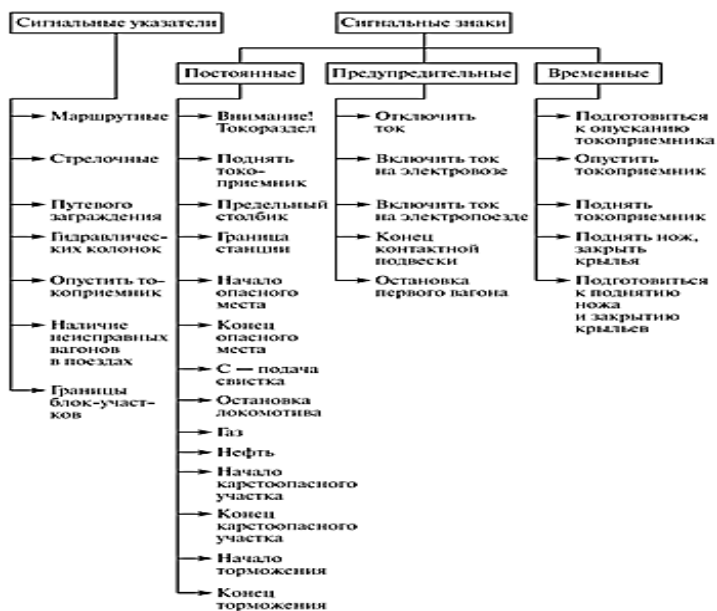 Сигнальные указатели
Сигнальные знаки
Постоянные
Предупредительные
Временные
Маршрутные
Стрелочные
Путевого
заграждения
Гидравличес-
ких колонок
Опустить то-
коприемник
Наличие
неисправных
вагонов
в поездах
Границы
блок-участ-
ков
Внимание!
Токораздел
Поднять
токо-
приемник
Предельный
столбик
Граница
станции
Начало
опасного
места
Конец
опасного
места
С — подача
свистка
Остановка
локомотива
Газ
Нефть
Начало
карстоопасного
участка
Конец
карстоопасного
участка
Начало
торможения
Конец
торможения
Отключить
ток
Включить ток
на электровозе
Включить ток
на электропоезде
Конец
контактной
подвески
Остановка
первого вагона
Подготовиться
к опусканию
токоприемника
Опустить
токоприемник
Поднять
токоприемник
Поднять нож,
закрыть
крылья
Подготовиться
к поднятию
ножа
и закрытию
крыльев